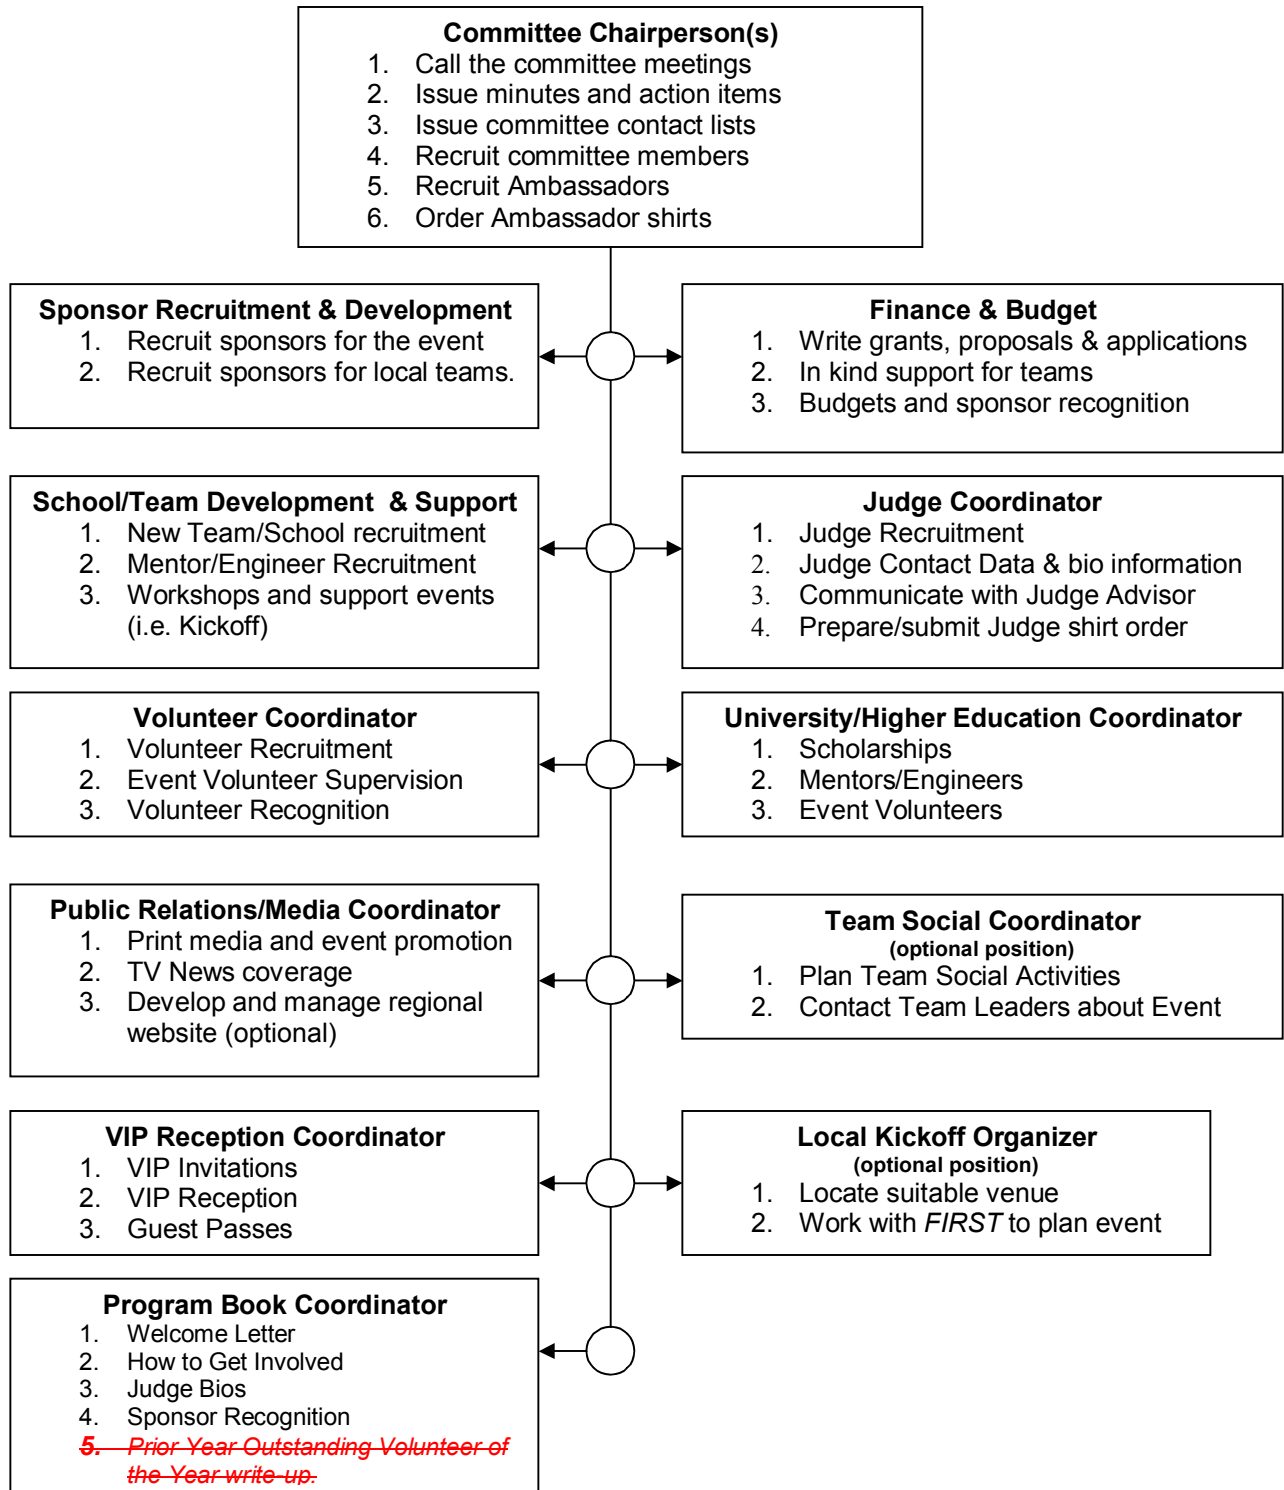 Committee Chairperson(s)
1. Call the committee meetings
2. Issue minutes and action items
3. Issue committee contact lists
4. Recruit committee members
5. Recruit Ambassadors
6. Order Ambassador shirts
Sponsor Recruitment & Development
1. Recruit sponsors for the event
2. Recruit sponsors for local teams.
Finance & Budget
1. Write grants, proposals & applications
2. In kind support for teams
3. Budgets and sponsor recognition
School/Team Development & Support
1. New Team/School recruitment
2. Mentor/Engineer Recruitment
3. Workshops and support events
(i.e. Kickoff)
Judge Coordinator
1. Judge Recruitment
2. Judge Contact Data & bio information
3. Communicate with Judge Advisor
4. Prepare/submit Judge shirt order
Volunteer Coordinator
1. Volunteer Recruitment
2. Event Volunteer Supervision
3. Volunteer Recognition
University/Higher Education Coordinator
1. Scholarships
2. Mentors/Engineers
3. Event Volunteers
Public Relations/Media Coordinator
1. Print media and event promotion
2. TV News coverage
3. Develop and manage regional
website (optional)
Team Social Coordinator
(optional position)
1. Plan Team Social Activities
2. Contact Team Leaders about Event
VIP Reception Coordinator
1. VIP Invitations
2. VIP Reception
3. Guest Passes
Local Kickoff Organizer
(optional position)
1. Locate suitable venue
2. Work with FIRST to plan event
Program Book Coordinator
1. Welcome Letter
2. How to Get Involved
3. Judge Bios
4. Sponsor Recognition
5. Prior Year Outstanding Volunteer of
the Year write-up.